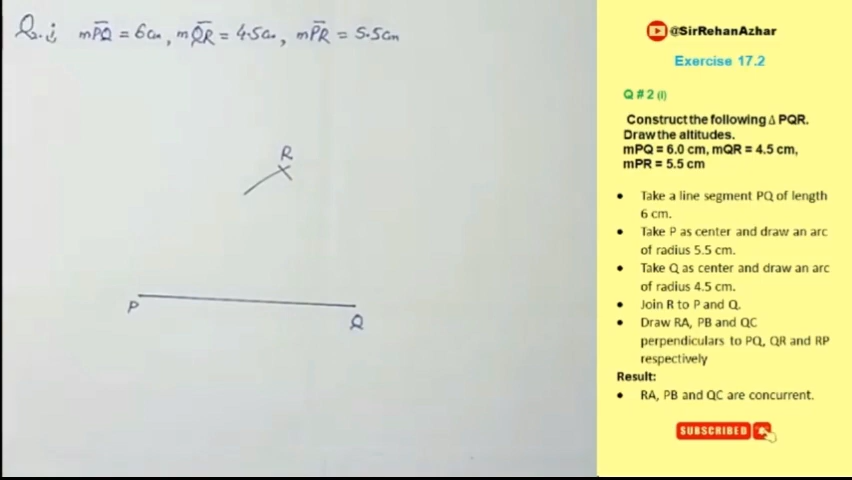 Q2.i mPQ = 6cm, mQR = 4.5cm, mPR = 5.5cm
R
P
Q
@SirRehanAzhar
Exercise 17.2
Q # 2 (I)
Construct the following Δ PQR.
Draw the altitudes.
mPQ = 6.0 cm, mQR = 4.5 cm,
mPR = 5.5 cm
• Take a line segment PQ of length
6 cm.
• Take P as center and draw an arc
of radius 5.5 cm.
• Take Q as center and draw an arc
of radius 4.5 cm.
• Join R to P and Q.
• Draw RA, PB and QC
perpendiculars to PQ, QR and RP
respectively
Result:
• RA, PB and QC are concurrent.
SUBSCRIBED